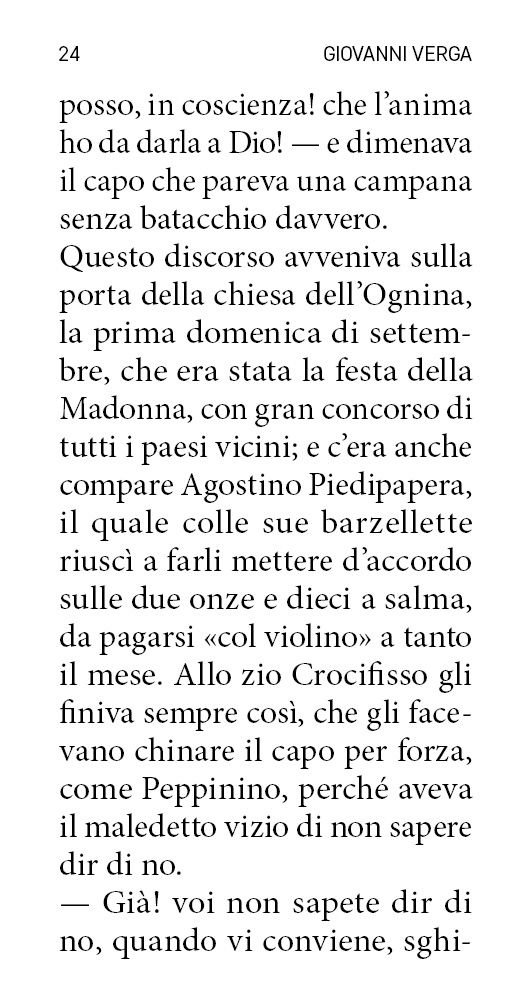 24 GIOVANNI VERGA
posso, in coscienza! che l’anima
ho da darla a Dio! — e dimenava
il capo che pareva una campana
senza batacchio davvero.
Questo discorso avveniva sulla
porta della chiesa dell’Ognina,
la prima domenica di settem-
bre, che era stata la festa della
Madonna, con gran concorso di
tutti i paesi vicini; e c’era anche
compare Agostino Piedipapera,
il quale colle sue barzellette
riuscì a farli mettere d’accordo
sulle due onze e dieci a salma,
da pagarsi «col violino» a tanto
il mese. Allo zio Crocifisso gli
finiva sempre così, che gli face-
vano chinare il capo per forza,
come Peppinino, perché aveva
il maledetto vizio di non sapere
dir di no.
— Già! voi non sapete dir di
no, quando vi conviene, sghi-